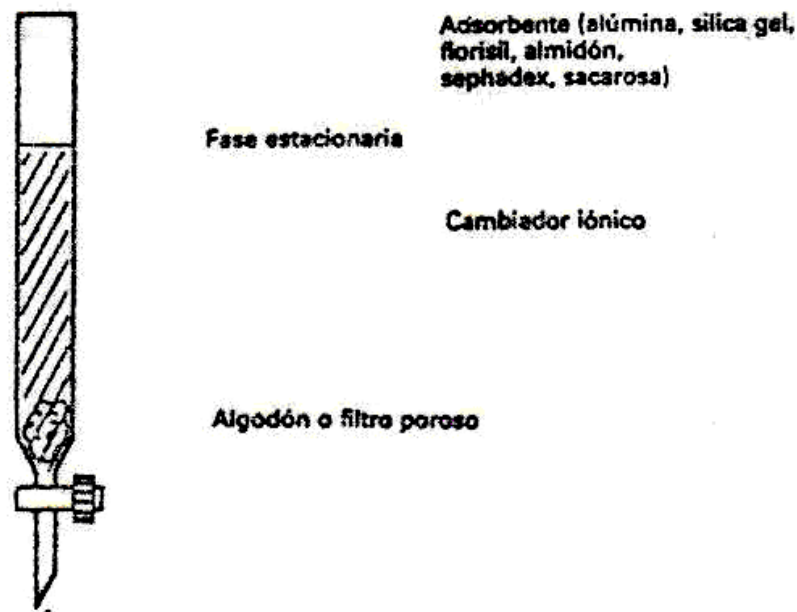 Adsorbente (alúmina, silica gel,
florisil, almidón,
sephadex, sacarosa)
Fase estacionaria
Cambiador iónico
Algodón o filtro poroso